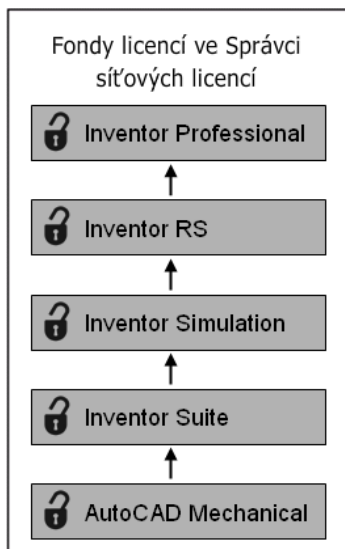 Fondy licencí ve Správci
síťových licencí
Inventor Professional
Inventor RS
Inventor Simulation
Inventor Suite
AutoCAD Mechanical